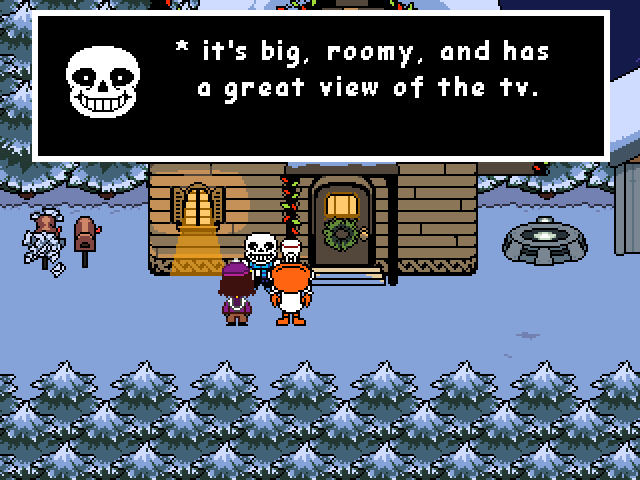 * it's big, roomy, and has
a great view of the tv.